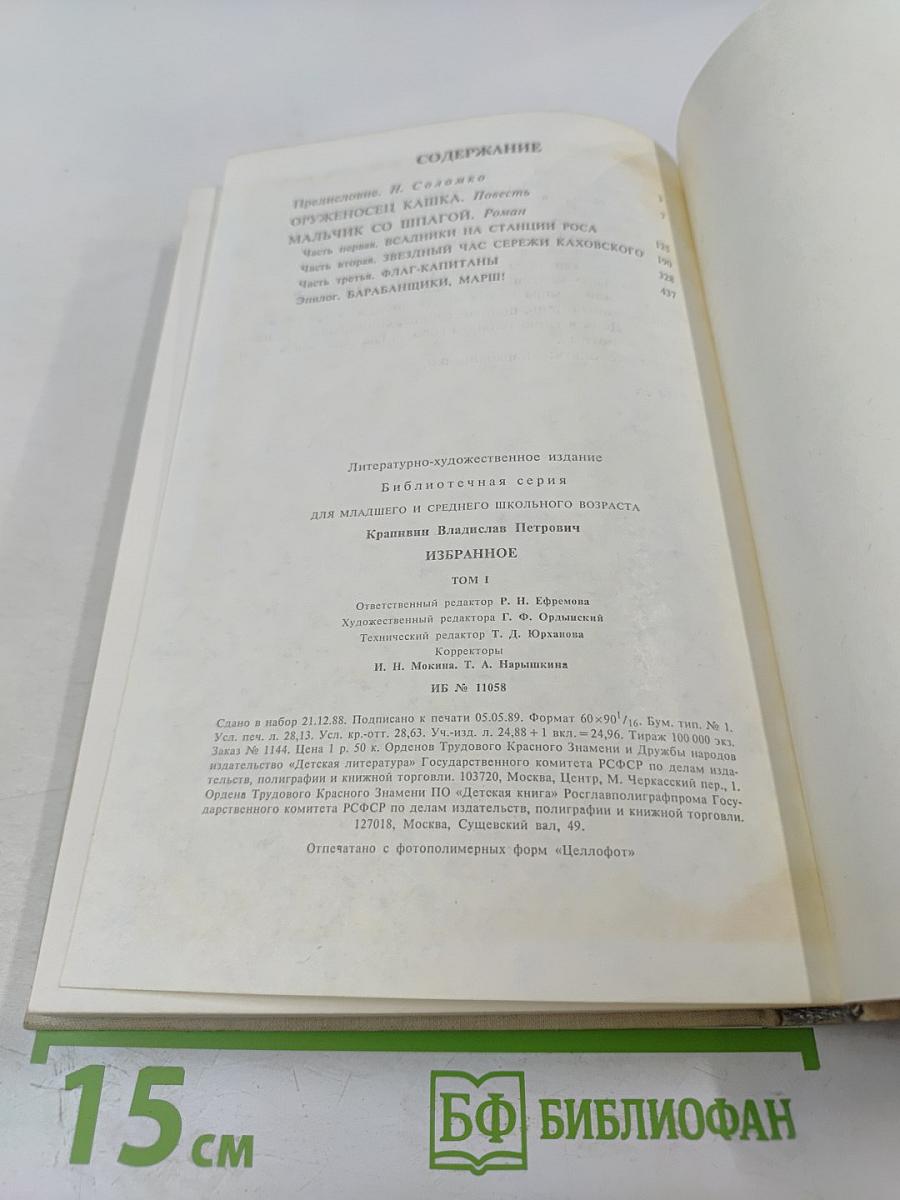 СОДЕРЖАНИЕ
Предисловие. Н. Соломко 3
ОРУЖЕНОСЕЦ КАШКА. Повесть 7
МАЛЬЧИК СО ШПАГОЙ. Роман
Часть первая. ВСАДНИКИ НА СТАНЦИИ РОСА 125
Часть вторая. ЗВЕЗДНЫЙ ЧАС СЕРЕЖИ КАХОВСКОГО 190
Часть третья. ФЛАГ-КАПИТАНЫ 328
Эпилог. БАРАБАНЩИКИ, МАРШ! 437
Литературно-художественное издание
Библиотечная серия
ДЛЯ МЛАДШЕГО И СРЕДНЕГО ШКОЛЬНОГО ВОЗРАСТА
Крапивин Владислав Петрович
ИЗБРАННОЕ
ТОМ I
Ответственный редактор Р. Н. Ефремова
Художественный редактора Г. Ф. Ордынский
Технический редактор Т. Д. Юрханова
Корректоры
И. Н. Мокина. Т. А. Нарышкина
ИБ № 11058
Сдано в набор 21.12.88. Подписано к печати 05.05.89. Формат 60×90¹/₁₆. Бум. тип. № 1.
Усл. печ. л. 28,13. Усл. кр.-отт. 28,63. Уч.-изд. л. 24,88+1 вкл.=24,96. Тираж 100 000 экз.
Заказ № 1144. Цена 1 р. 50 к. Орденов Трудового Красного Знамени и Дружбы народов
издательство «Детская литература» Государственного комитета РСФСР по делам изда-
тельств, полиграфии и книжной торговли. 103720, Москва, Центр, М. Черкасский пер., 1.
Ордена Трудового Красного Знамени ПО «Детская книга» Росглавполиграфпрома Госу-
дарственного комитета РСФСР по делам издательств, полиграфии и книжной торговли.
127018, Москва, Сущевский вал, 49.
Отпечатано с фотополимерных форм «Целлофот»
15 см
БФ БИБЛИОФАН